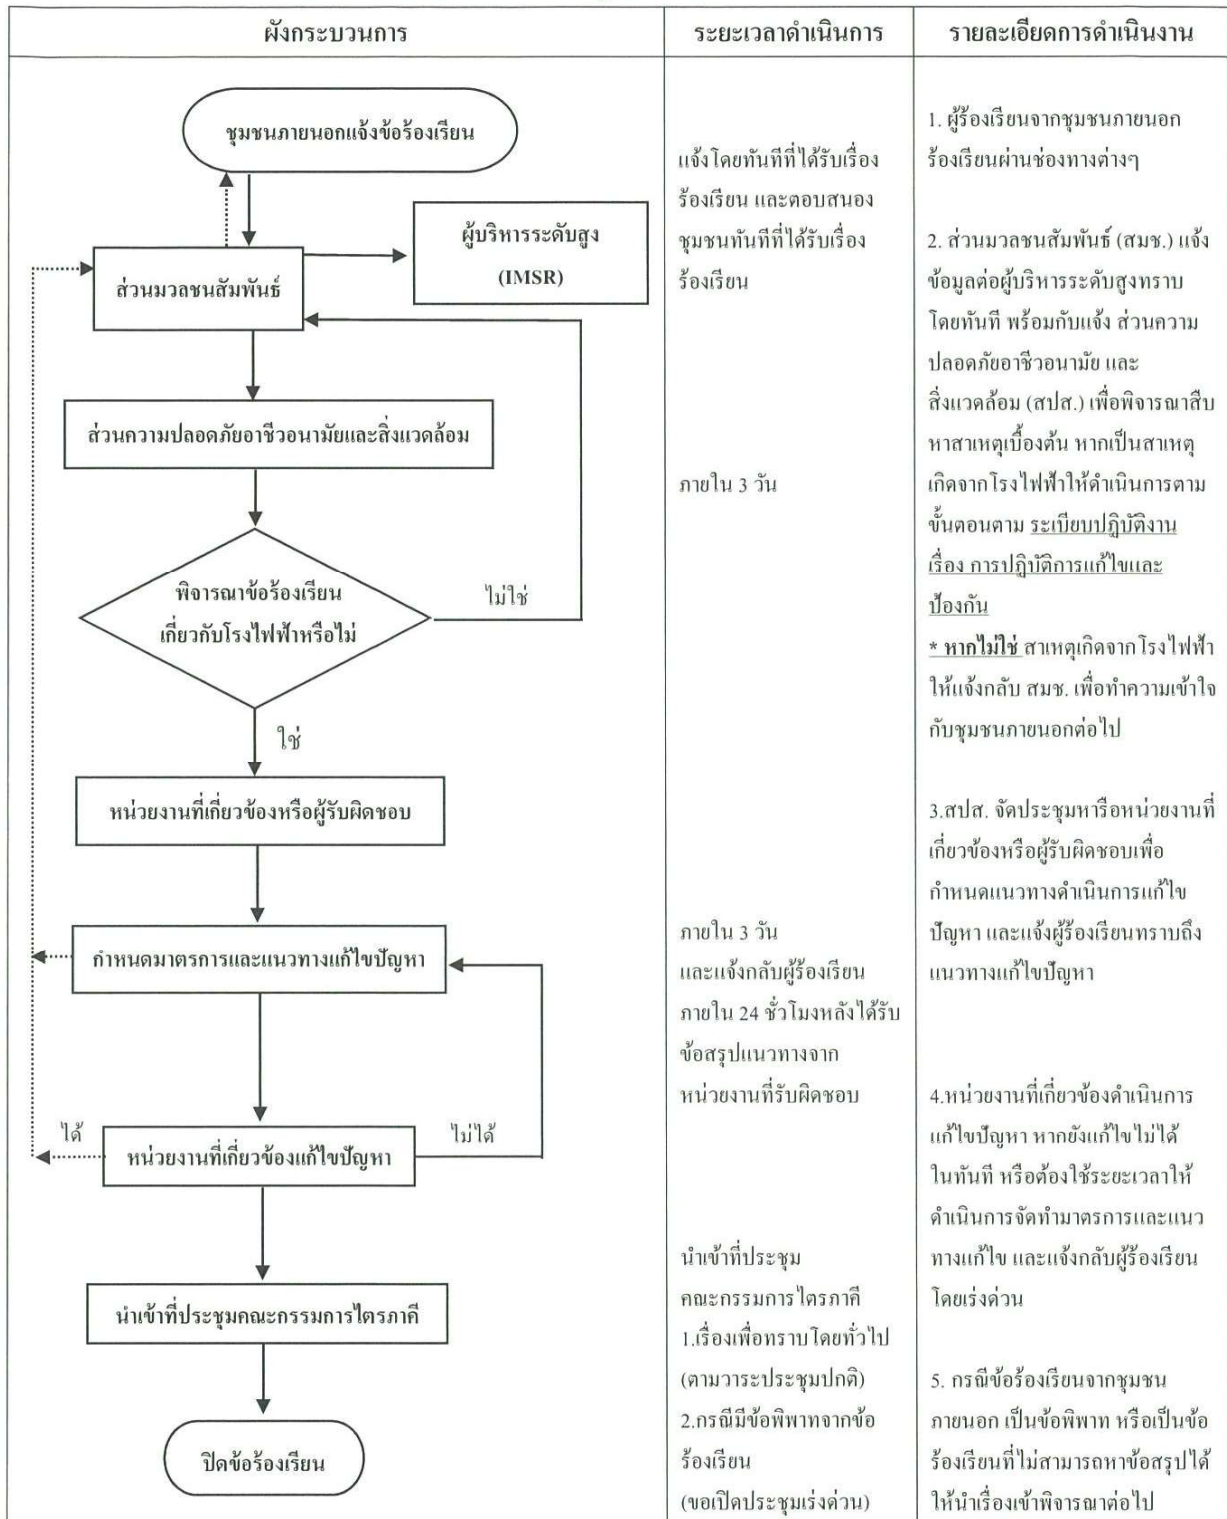 ผังกระบวนการ
ระยะเวลาดำเนินการ
รายละเอียดการดำเนินงาน
ชุมชนภายนอกแจ้งข้อร้องเรียน
ผู้บริหารระดับสูง
(IMSR)
ส่วนมวลชนสัมพันธ์
ส่วนความปลอดภัยอาชีวอนามัยและสิ่งแวดล้อม
พิจารณาข้อร้องเรียน
เกี่ยวกับโรงไฟฟ้าหรือไม่
ไม่ใช่
ใช่
หน่วยงานที่เกี่ยวข้องหรือผู้รับผิดชอบ
กำหนดมาตรการและแนวทางแก้ไขปัญหา
ได้
หน่วยงานที่เกี่ยวข้องแก้ไขปัญหา
ไม่ได้
นำเข้าที่ประชุมคณะกรรมการไตรภาคี
ปิดข้อร้องเรียน
แจ้งโดยทันทีที่ได้รับเรื่อง
ร้องเรียน และตอบสนอง
ชุมชนทันทีที่ได้รับเรื่อง
ร้องเรียน
ภายใน 3 วัน
ภายใน 3 วัน
และแจ้งกลับผู้ร้องเรียน
ภายใน 24 ชั่วโมงหลังได้รับ
ข้อสรุปแนวทางจาก
หน่วยงานที่รับผิดชอบ
นำเข้าที่ประชุม
คณะกรรมการไตรภาคี
1.เรื่องเพื่อทราบโดยทั่วไป
(ตามวาระประชุมปกติ)
2.กรณีมีข้อพิพาทจากข้อ
ร้องเรียน
(ขอเปิดประชุมเร่งด่วน)
1. ผู้ร้องเรียนจากชุมชนภายนอก
ร้องเรียนผ่านช่องทางต่างๆ
2. ส่วนมวลชนสัมพันธ์ (สมช.) แจ้ง
ข้อมูลต่อผู้บริหารระดับสูงทราบ
โดยทันที พร้อมกับแจ้ง ส่วนความ
ปลอดภัยอาชีวอนามัย และ
สิ่งแวดล้อม (สปส.) เพื่อพิจารณาสืบ
หาสาเหตุเบื้องต้น หากเป็นสาเหตุ
เกิดจากโรงไฟฟ้าให้ดำเนินการตาม
ขั้นตอนตาม ระเบียบปฏิบัติงาน
เรื่อง การปฏิบัติการแก้ไขและ
ป้องกัน
* หากไม่ใช่ สาเหตุเกิดจากโรงไฟฟ้า
ให้แจ้งกลับ สมช. เพื่อทำความเข้าใจ
กับชุมชนภายนอกต่อไป
3.สปส. จัดประชุมหารือหน่วยงานที่
เกี่ยวข้องหรือผู้รับผิดชอบเพื่อ
กำหนดแนวทางดำเนินการแก้ไข
ปัญหา และแจ้งผู้ร้องเรียนทราบถึง
แนวทางแก้ไขปัญหา
4.หน่วยงานที่เกี่ยวข้องดำเนินการ
แก้ไขปัญหา หากยังแก้ไขไม่ได้
ในทันที หรือต้องใช้ระยะเวลาให้
ดำเนินการจัดทำมาตรการและแนว
ทางแก้ไข และแจ้งกลับผู้ร้องเรียน
โดยเร่งด่วน
5. กรณีข้อร้องเรียนจากชุมชน
ภายนอก เป็นข้อพิพาท หรือเป็นข้อ
ร้องเรียนที่ไม่สามารถหาข้อสรุปได้
ให้นำเรื่องเข้าพิจารณาต่อไป